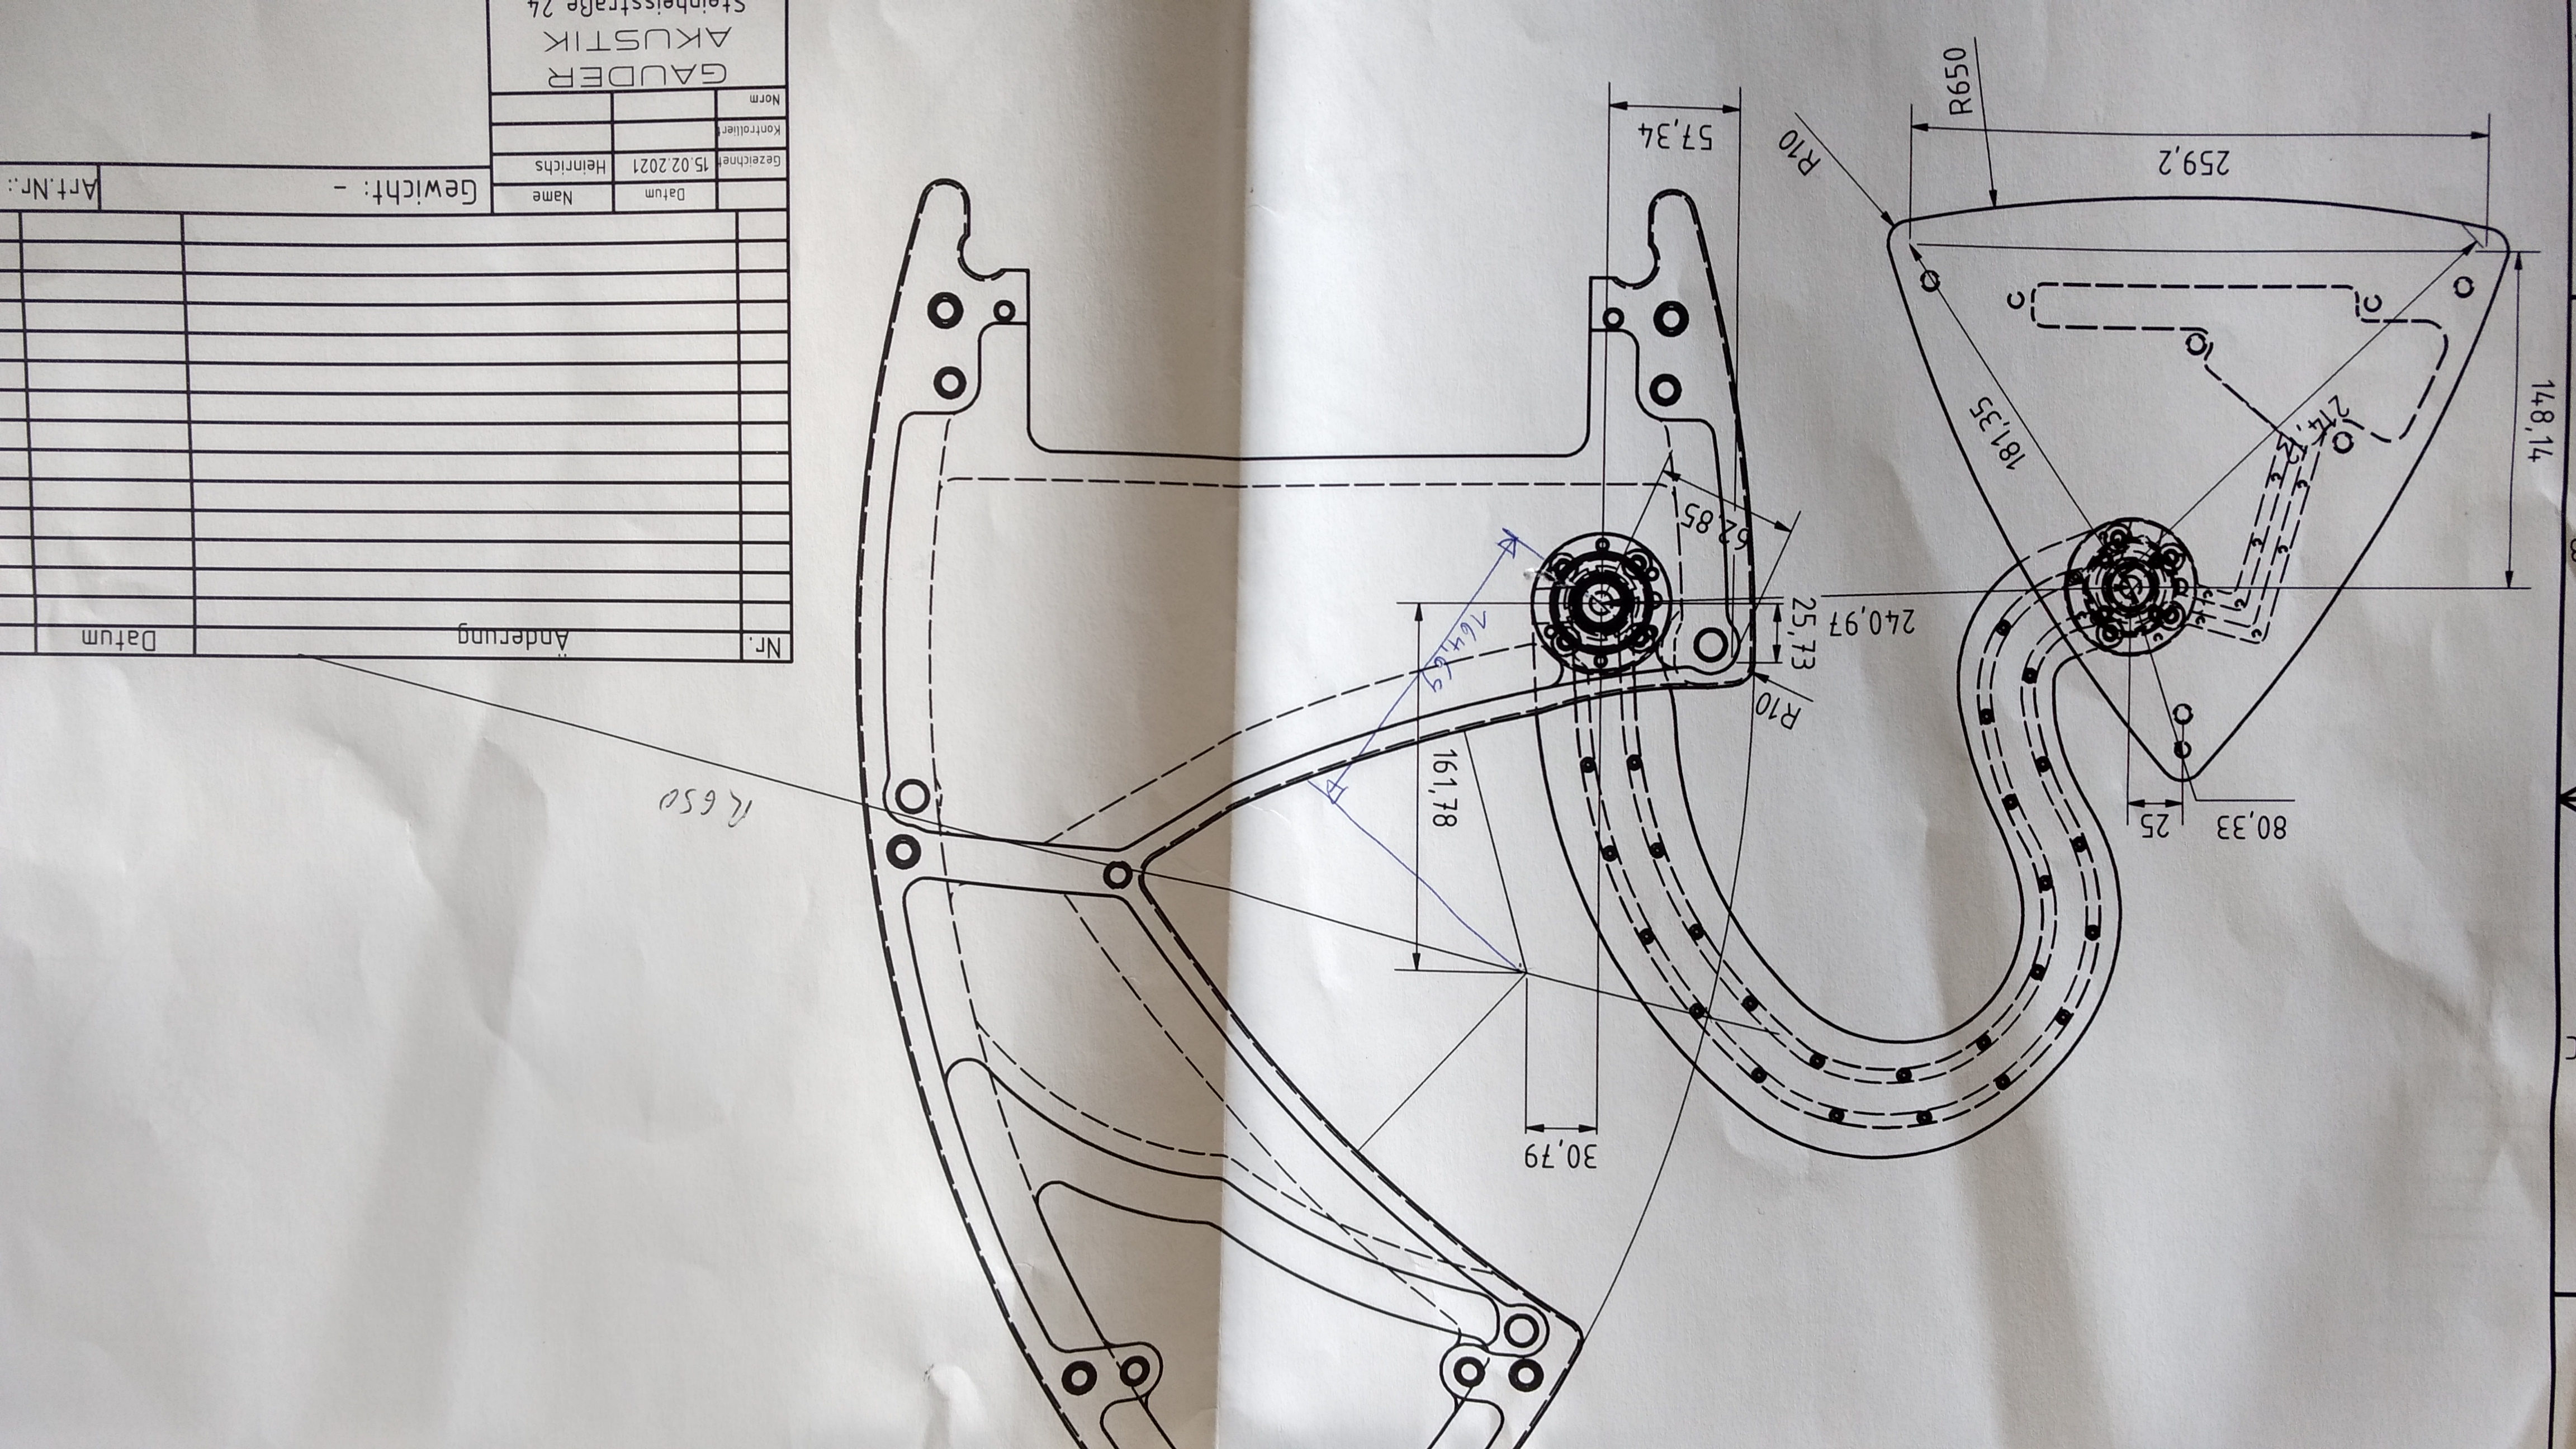 Nr.	Änderung	Datum
Gewicht: -	Art.Nr.:
Datum	Name
Gezeichnet	15.02.2021	Heinrichs
Kontrolliert
Norm
GAUDER
AKUSTIK
Steinheisstraße 24
R650
80,33
25
30,79
161,78
R10
164,69
25,73
240,97
62,85
181,35
214,12
148,14
259,2
57,34
R10
R650